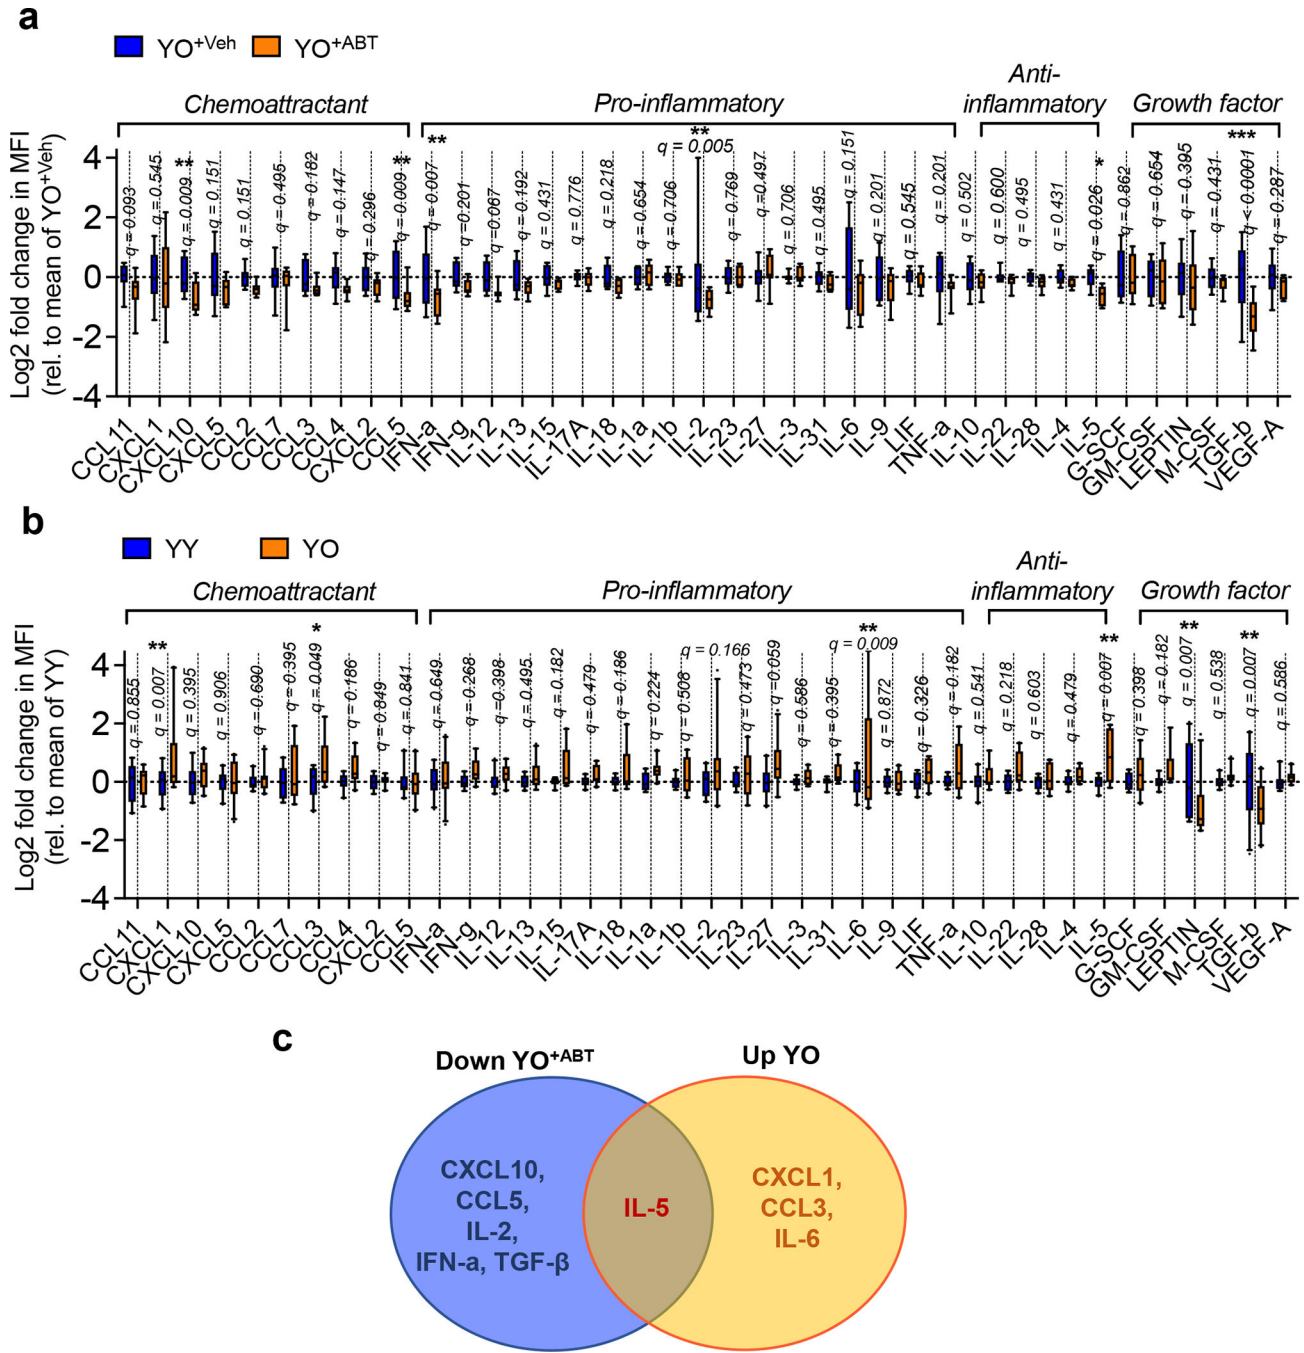 a
YO+Veh YO+ABT
Chemoattractant
Pro-inflammatory
Anti-
inflammatory
Growth factor
Log2 fold change in MFI
(rel. to mean of YO+Veh)
4
2
0
-2
-4
q = 0.093
q = 0.545
**
q = 0.009
q = 0.151
q = 0.151
q = 0.495
q = 0.182
q = 0.147
q = 0.296
**
q = 0.009
**
q = 0.007
q = 0.201
q = 0.087
q = 0.192
q = 0.431
q = 0.776
q = 0.218
q = 0.654
q = 0.706
**
q = 0.005
q = 0.769
q = 0.497
q = 0.706
q = 0.495
q = 0.151
q = 0.201
q = 0.545
q = 0.201
q = 0.502
q = 0.600
q = 0.495
q = 0.431
*
q = 0.026
q = 0.862
q = 0.654
q = 0.395
q = 0.431
***
q <0.0001
q = 0.287
CCL11
CXCL1
CXCL10
CXCL5
CCL2
CCL7
CCL3
CCL4
CXCL2
CCL5
IFN-a
IFN-g
IL-12
IL-13
IL-15
IL-17A
IL-18
IL-1a
IL-1b
IL-2
IL-23
IL-27
IL-3
IL-31
IL-6
IL-9
LIF
TNF-a
IL-10
IL-22
IL-28
IL-4
IL-5
G-SCF
GM-CSF
LEPTIN
M-CSF
TGF-b
VEGF-A
b
YY YO
Chemoattractant
Pro-inflammatory
Anti-
inflammatory
Growth factor
Log2 fold change in MFI
(rel. to mean of YY)
4
2
0
-2
-4
q = 0.855
**
q = 0.007
q = 0.395
q = 0.906
q = 0.690
q = 0.395
*
q = 0.049
q = 0.186
q = 0.849
q = 0.841
q = 0.649
q = 0.268
q = 0.398
q = 0.495
q = 0.182
q = 0.479
q = 0.186
q = 0.224
q = 0.508
q = 0.166
q = 0.473
q = 0.059
q = 0.586
q = 0.395
**
q = 0.009
q = 0.872
q = 0.326
q = 0.182
q = 0.541
q = 0.218
q = 0.603
q = 0.479
**
q = 0.007
q = 0.398
q = 0.182
**
q = 0.007
q = 0.538
**
q = 0.007
q = 0.586
CCL11
CXCL1
CXCL10
CXCL5
CCL2
CCL7
CCL3
CCL4
CXCL2
CCL5
IFN-a
IFN-g
IL-12
IL-13
IL-15
IL-17A
IL-18
IL-1a
IL-1b
IL-2
IL-23
IL-27
IL-3
IL-31
IL-6
IL-9
LIF
TNF-a
IL-10
IL-22
IL-28
IL-4
IL-5
G-SCF
GM-CSF
LEPTIN
M-CSF
TGF-b
VEGF-A
c
Down YO+ABT
Up YO
CXCL10,
CCL5,
IL-2,
IFN-a, TGF-β
IL-5
CXCL1,
CCL3,
IL-6